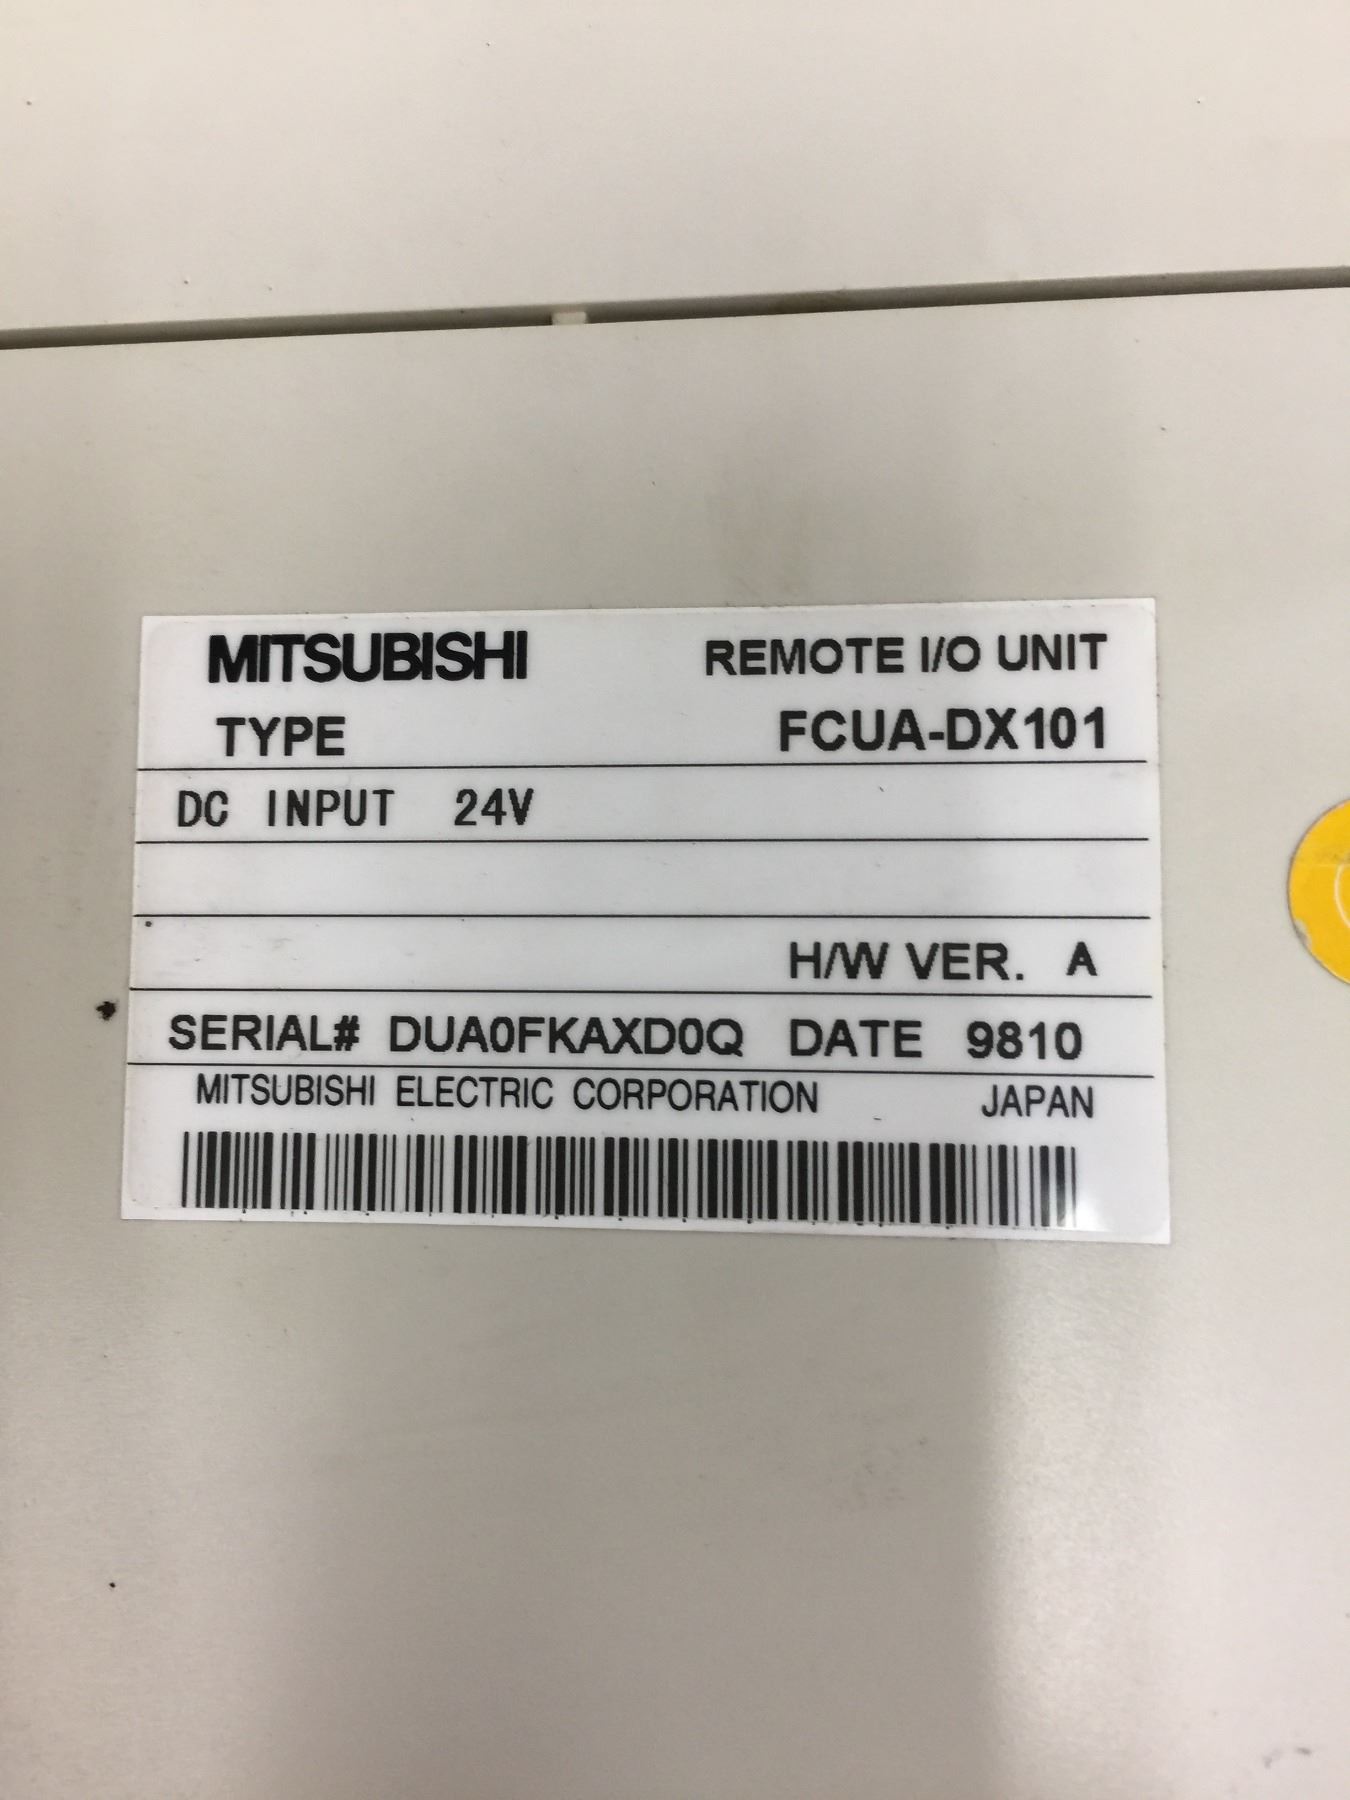 MITSUBISHI REMOTE I/O UNIT
TYPE FCUA-DX101
DC INPUT 24V
H/W VER. A
SERIAL# DUA0FKAXD0Q DATE 9810
MITSUBISHI ELECTRIC CORPORATION JAPAN